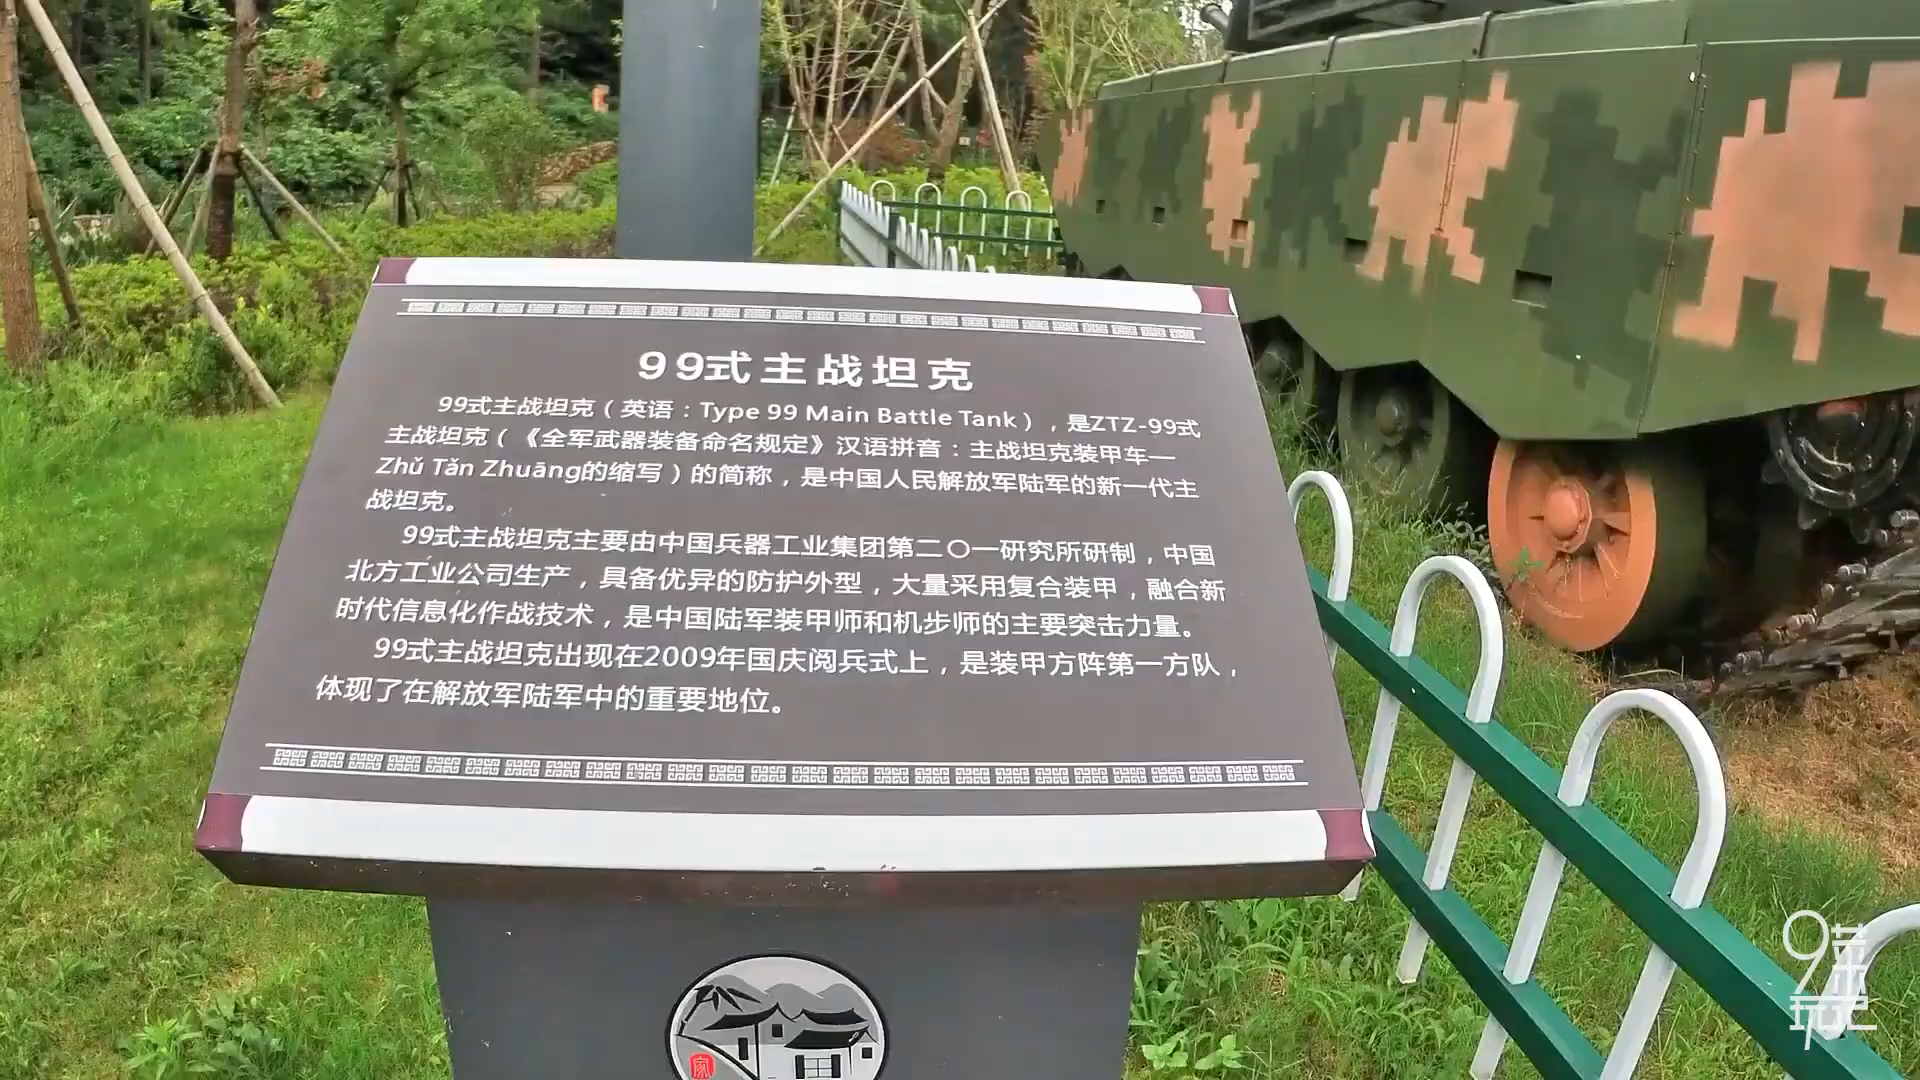 99式主战坦克
99式主战坦克（英语：Type 99 Main Battle Tank），是ZTZ-99式
主战坦克（《全军武器装备命名规定》汉语拼音：主战坦克装甲车—
Zhǔ Tǎn Zhuāng的缩写）的简称，是中国人民解放军陆军的新一代主
战坦克。
99式主战坦克主要由中国兵器工业集团第二〇一研究所研制，中国
北方工业公司生产，具备优异的防护外型，大量采用复合装甲，融合新
时代信息化作战技术，是中国陆军装甲师和机步师的主要突击力量。
99式主战坦克出现在2009年国庆阅兵式上，是装甲方阵第一方队，
体现了在解放军陆军中的重要地位。
家
9菜
玩记